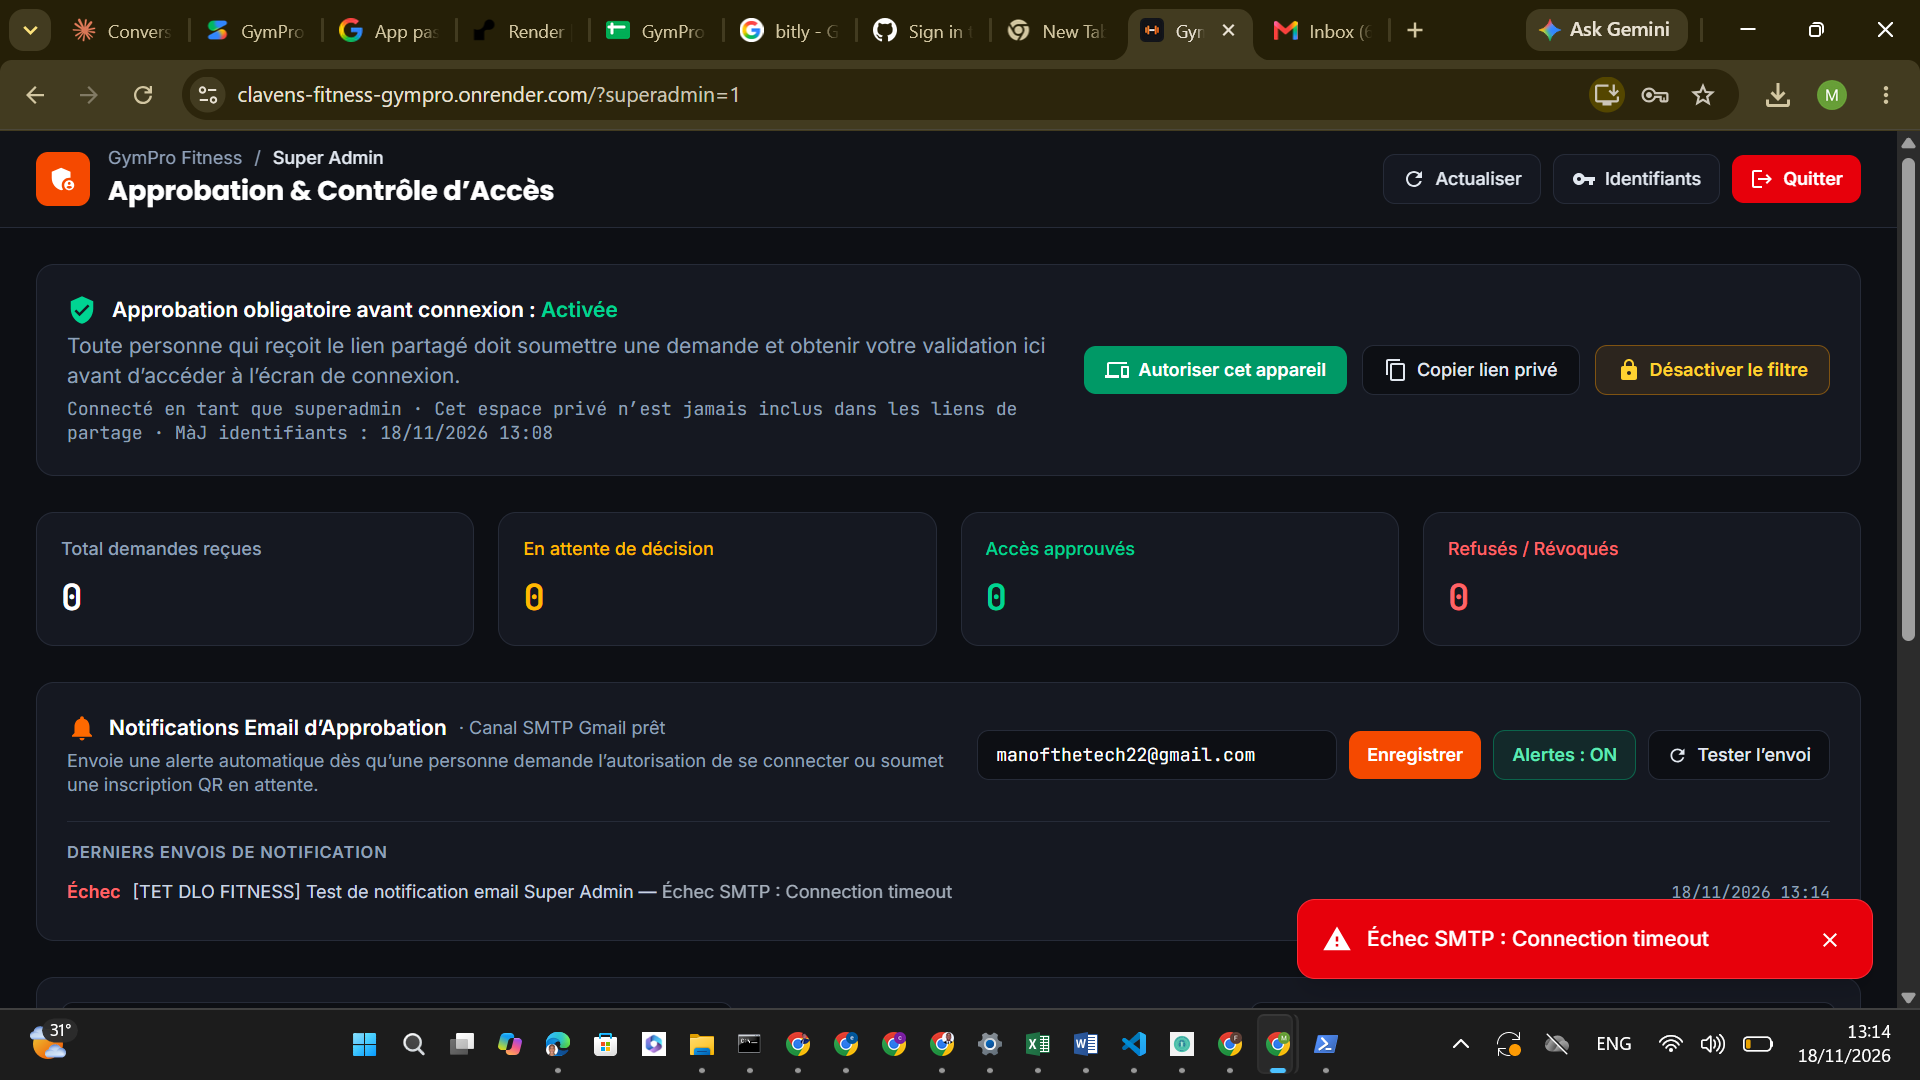 Convers
GymPro
App pas
Render
GymPro
bitly - G
Sign in t
New Tab
Gyr
Inbox (6
Ask Gemini
clavens-fitness-gympro.onrender.com/?superadmin=1
M
GymPro Fitness / Super Admin
Approbation & Contrôle d’Accès
Actualiser
Identifiants
Quitter
Approbation obligatoire avant connexion : Activée
Toute personne qui reçoit le lien partagé doit soumettre une demande et obtenir votre validation ici
avant d’accéder à l’écran de connexion.
Connecté en tant que superadmin · Cet espace privé n’est jamais inclus dans les liens de
partage · MàJ identifiants : 18/11/2026 13:08
Autoriser cet appareil
Copier lien privé
Désactiver le filtre
Total demandes reçues
0
En attente de décision
0
Accès approuvés
0
Refusés / Révoqués
0
Notifications Email d’Approbation · Canal SMTP Gmail prêt
Envoie une alerte automatique dès qu’une personne demande l’autorisation de se connecter ou soumet
une inscription QR en attente.
manofthetech22@gmail.com
Enregistrer
Alertes : ON
Tester l’envoi
DERNIERS ENVOIS DE NOTIFICATION
Échec [TET DLO FITNESS] Test de notification email Super Admin — Échec SMTP : Connection timeout
18/11/2026 13:14
Échec SMTP : Connection timeout
31°
ENG
13:14
18/11/2026